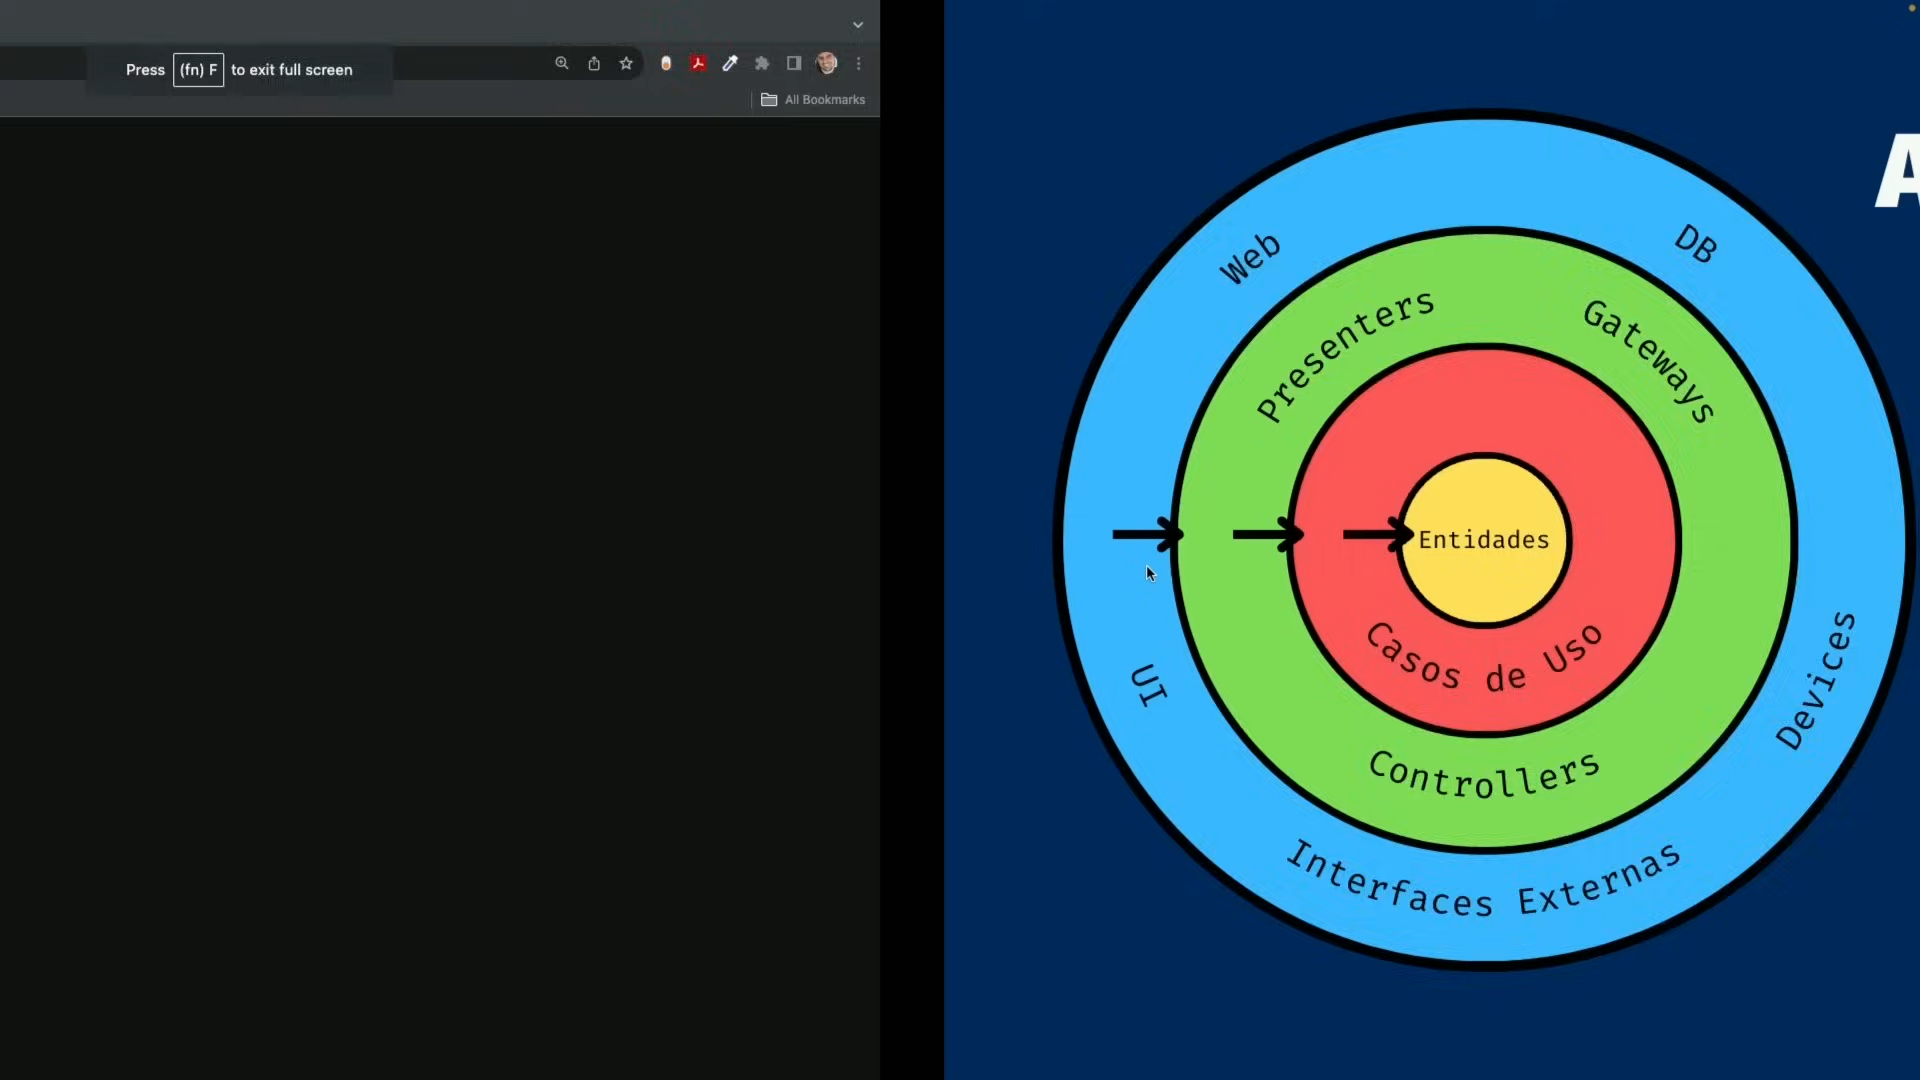 Press (fn) F to exit full screen
All Bookmarks
A
Web
DB
Presenters
Gateways
Entidades
Casos de Uso
UI
Devices
Controllers
Interfaces Externas